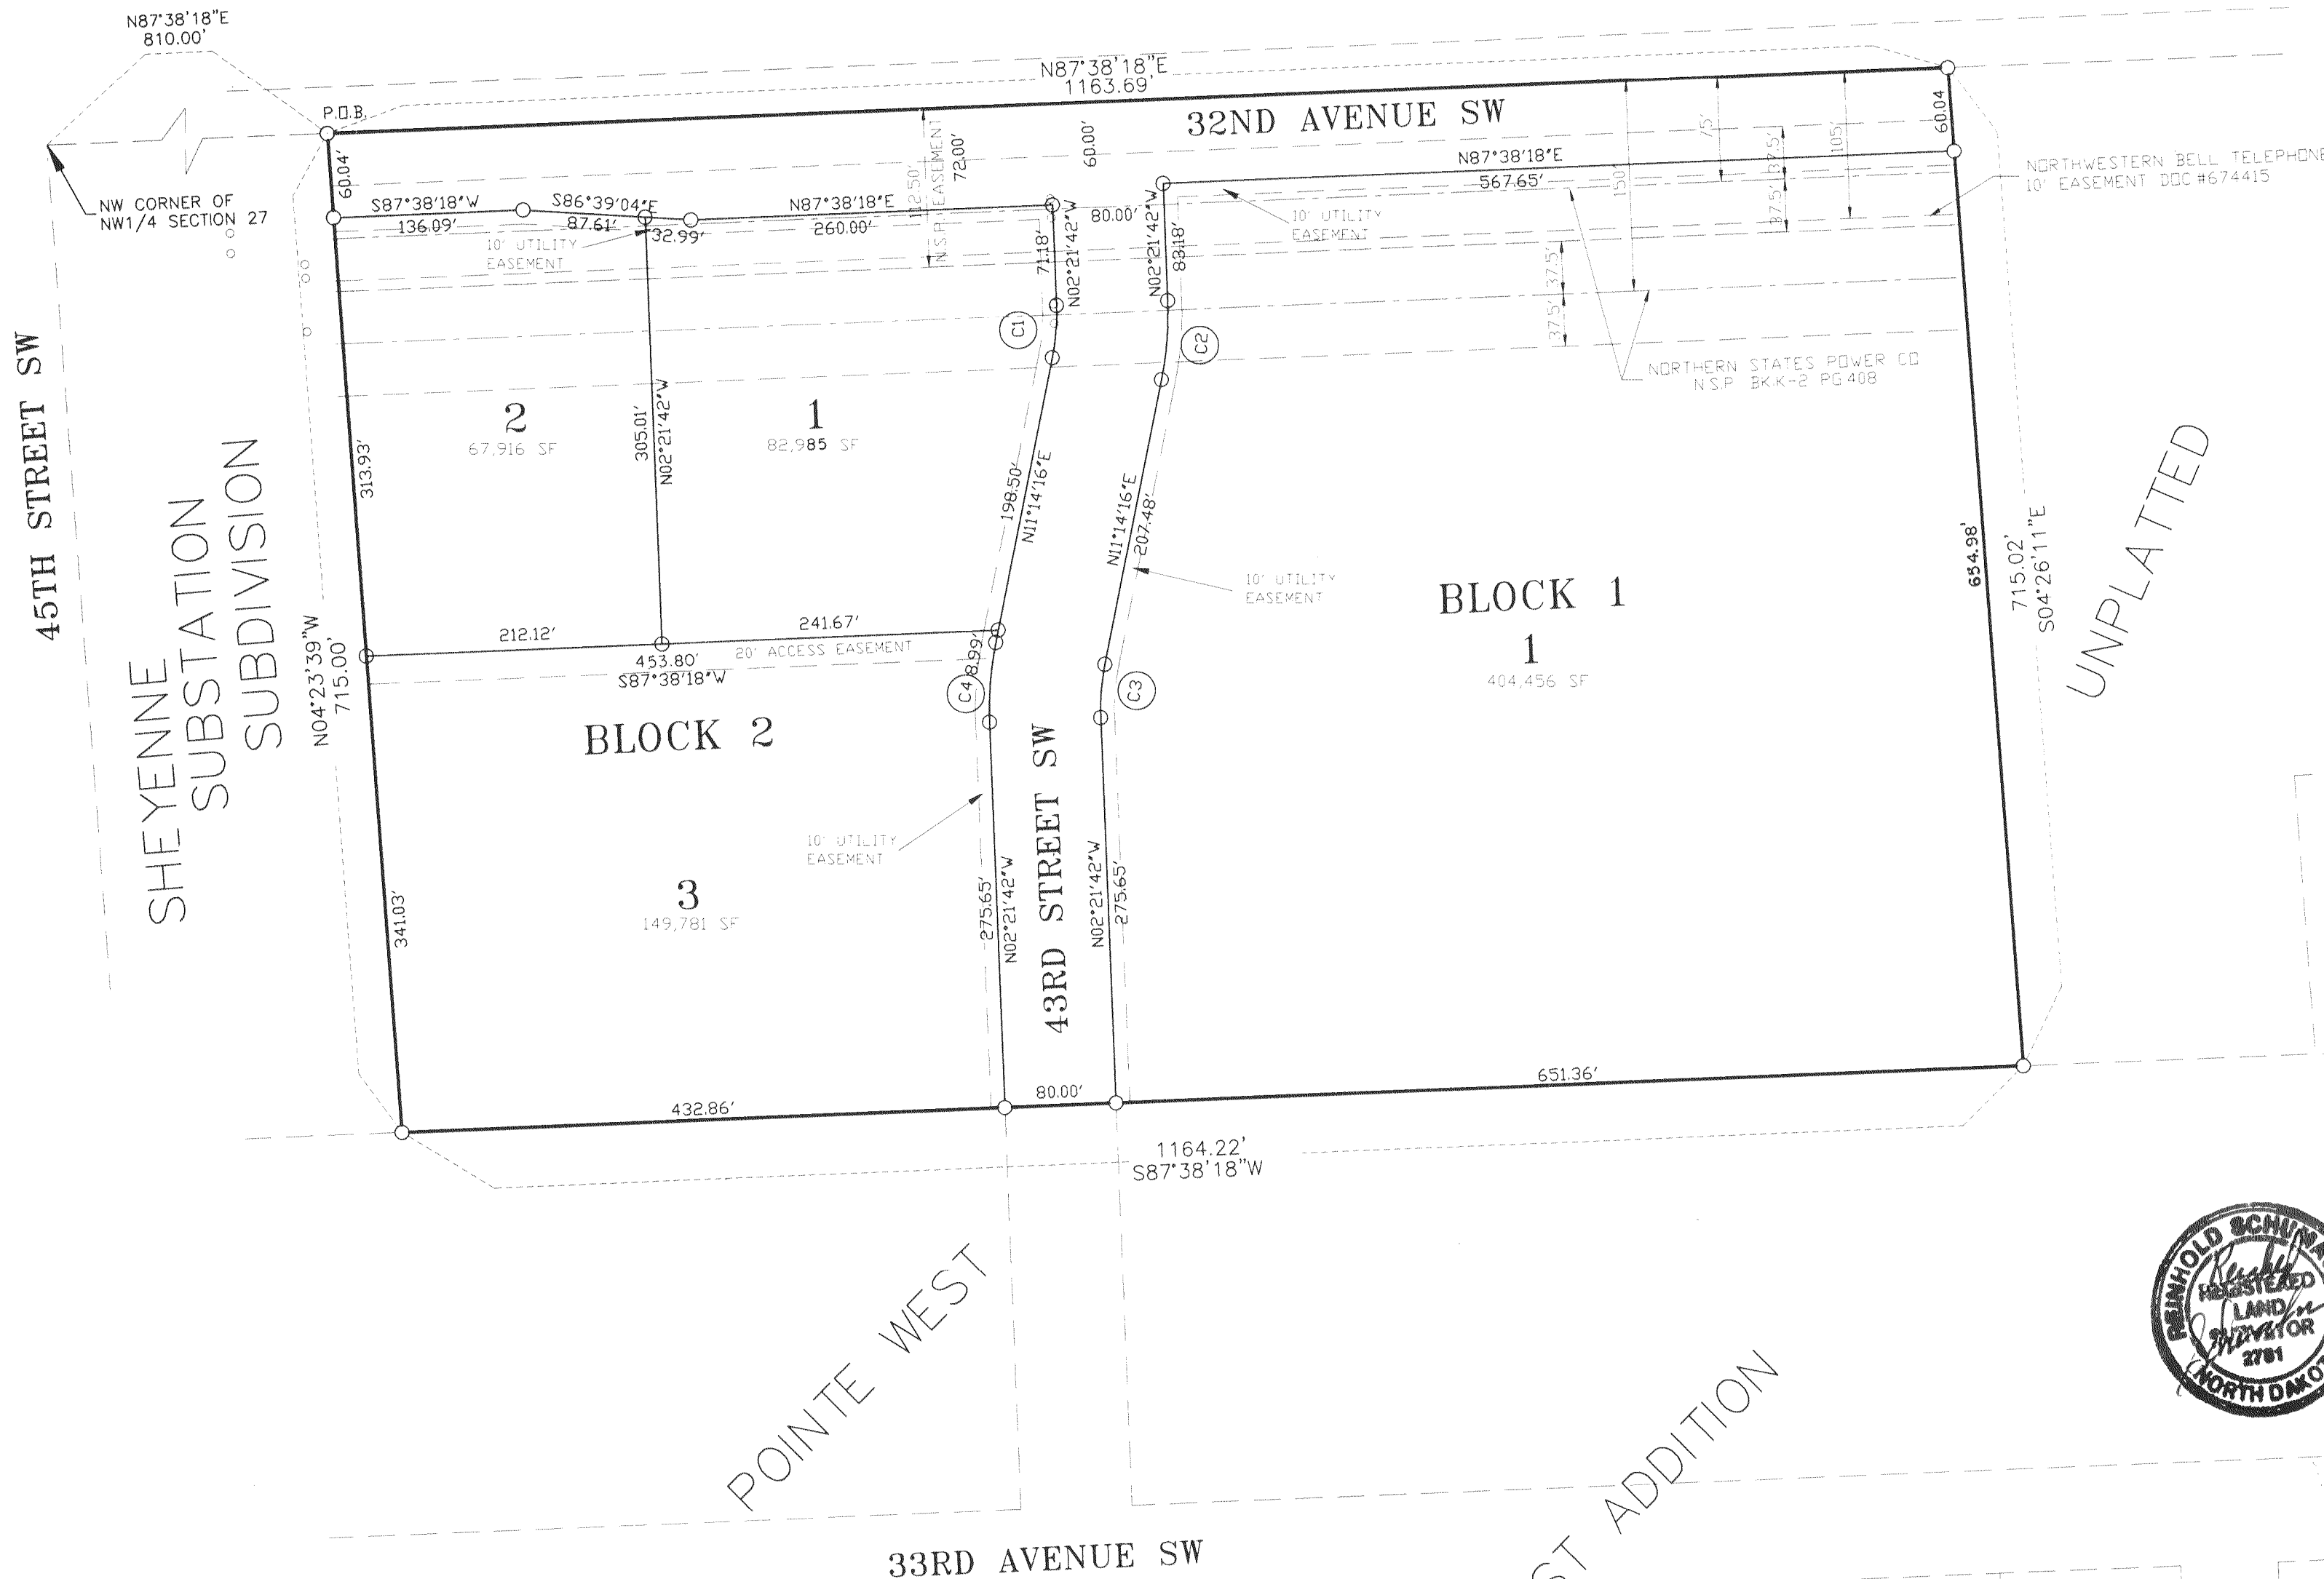 N87°38'18"E
810.00'
N87°38'18"E
1163.69'
P.O.B.
32ND AVENUE SW
60.04'
60.04
NW CORNER OF
NW1/4 SECTION 27
S87°38'18"W
136.09'
S86°39'04"E
87.61'
32.99'
N87°38'18"E
260.00'
N.S.P. EASEMENT
112.50'
72.00'
60.00'
80.00'
N87°38'18"E
567.65'
10' UTILITY
EASEMENT
10' UTILITY
EASEMENT
150'
75'
37.5'
37.5'
105'
NORTHWESTERN BELL TELEPHONE
10' EASEMENT DOC #674415
71.18'
N02°21'42"W
N02°21'42"W
83.18'
37.5'
37.5'
C1
C2
NORTHERN STATES POWER CO
N.S.P. BK.K-2 PG 408
45TH STREET SW
SHEYENNE
SUBSTATION
SUBDIVISION
313.93'
2
67,916 SF
305.01'
N02°21'42"W
1
82,985 SF
198.50'
N11°14'16"E
N11°14'16"E
207.48'
10' UTILITY
EASEMENT
BLOCK 1
1
404,456 SF
654.98'
715.02'
S04°26'11"E
UNPLATTED
N04°23'39"W
715.00'
212.12'
241.67'
453.80'
S87°38'18"W
20' ACCESS EASEMENT
8.99'
C4
C3
BLOCK 2
43RD STREET SW
10' UTILITY
EASEMENT
3
149,781 SF
341.03'
275.65'
N02°21'42"W
N02°21'42"W
275.65'
432.86'
80.00'
651.36'
1164.22'
S87°38'18"W
POINTE WEST
ST ADDITION
33RD AVENUE SW
REINHOLD
REGISTERED
LAND
2781
NORTH DAKOT